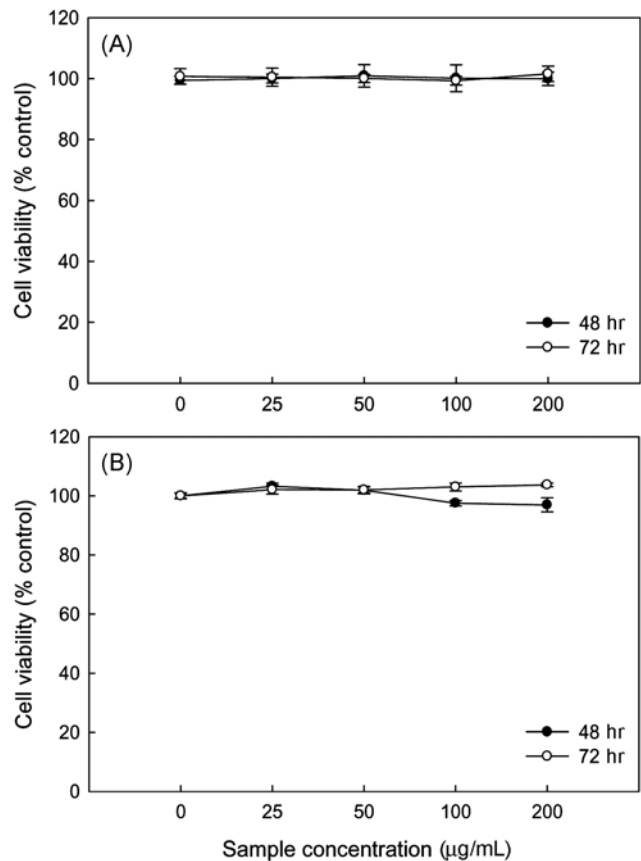 (A)
Cell viability (% control)
120
100
80
60
40
20
0
48 hr
72 hr
0 25 50 100 200
(B)
Cell viability (% control)
120
100
80
60
40
20
0
48 hr
72 hr
0 25 50 100 200
Sample concentration (µg/mL)